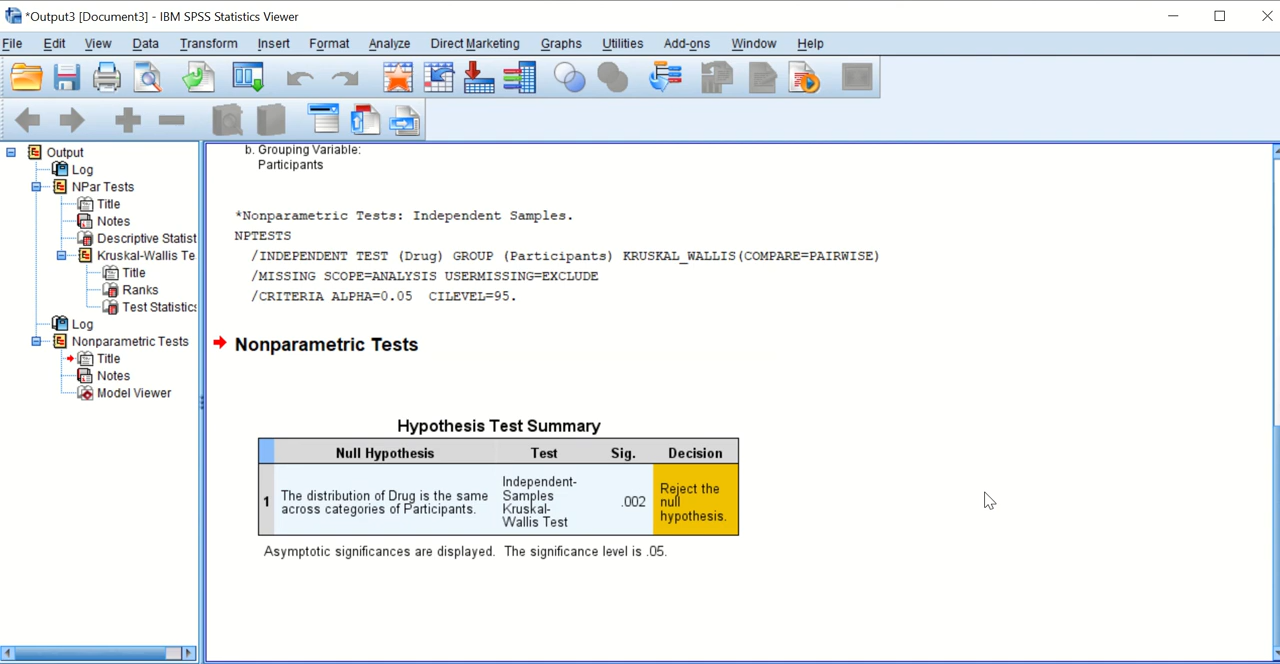 *Output3 [Document3] - IBM SPSS Statistics Viewer
File Edit View Data Transform Insert Format Analyze Direct Marketing Graphs Utilities Add-ons Window Help
Output
Log
NPar Tests
Title
Notes
Descriptive Statist
Kruskal-Wallis Te
Title
Ranks
Test Statistics
Log
Nonparametric Tests
Title
Notes
Model Viewer
b. Grouping Variable:
Participants
*Nonparametric Tests: Independent Samples.
NPTESTS
/INDEPENDENT TEST (Drug) GROUP (Participants) KRUSKAL_WALLIS(COMPARE=PAIRWISE)
/MISSING SCOPE=ANALYSIS USERMISSING=EXCLUDE
/CRITERIA ALPHA=0.05 CILEVEL=95.
Nonparametric Tests
Hypothesis Test Summary
Null Hypothesis Test Sig. Decision
1
The distribution of Drug is the same
across categories of Participants.
Independent-
Samples
Kruskal-
Wallis Test
.002
Reject the
null
hypothesis.
Asymptotic significances are displayed. The significance level is .05.